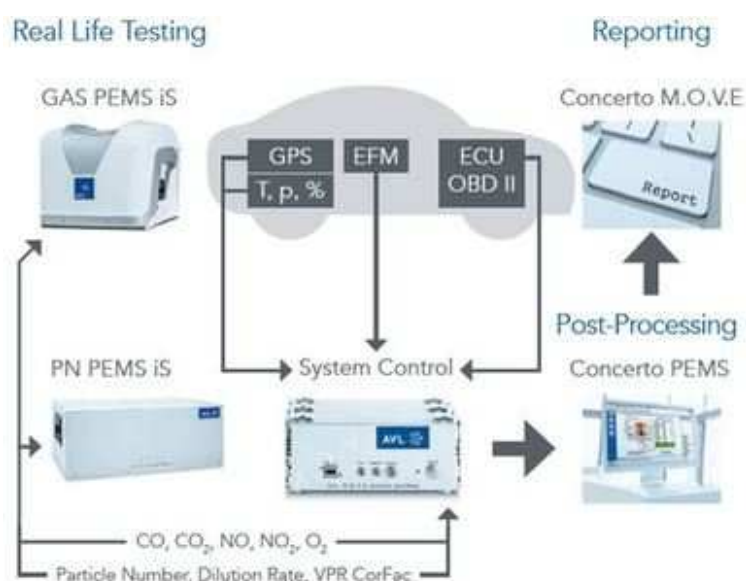 Real Life Testing
Reporting
GAS PEMS iS
Concerto M.O.V.E
GPS
EFM
ECU
OBD II
T, p, %
Report
Post-Processing
PN PEMS iS
System Control
Concerto PEMS
AVL
CO, CO₂, NO, NO₂, O₂
Particle Number, Dilution Rate, VPR CorFac